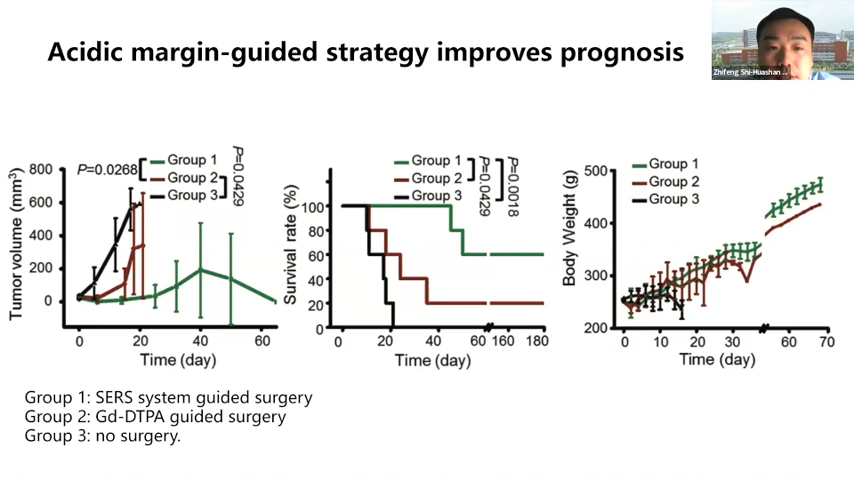 Acidic margin-guided strategy improves prognosis
Zhifeng Shi-Huashan ...
Tumor volume (mm³)
800
600
400
200
0
0
20
40
60
Time (day)
P=0.0268
Group 1
Group 2
Group 3
P=0.0429
Survival rate (%)
100
80
60
40
20
0
0
20
40
60
160
180
Time (day)
Group 1
Group 2
Group 3
P=0.0429
P=0.0018
Body Weight (g)
500
400
300
200
0
10
20
30
60
70
Time (day)
Group 1
Group 2
Group 3
Group 1: SERS system guided surgery
Group 2: Gd-DTPA guided surgery
Group 3: no surgery.